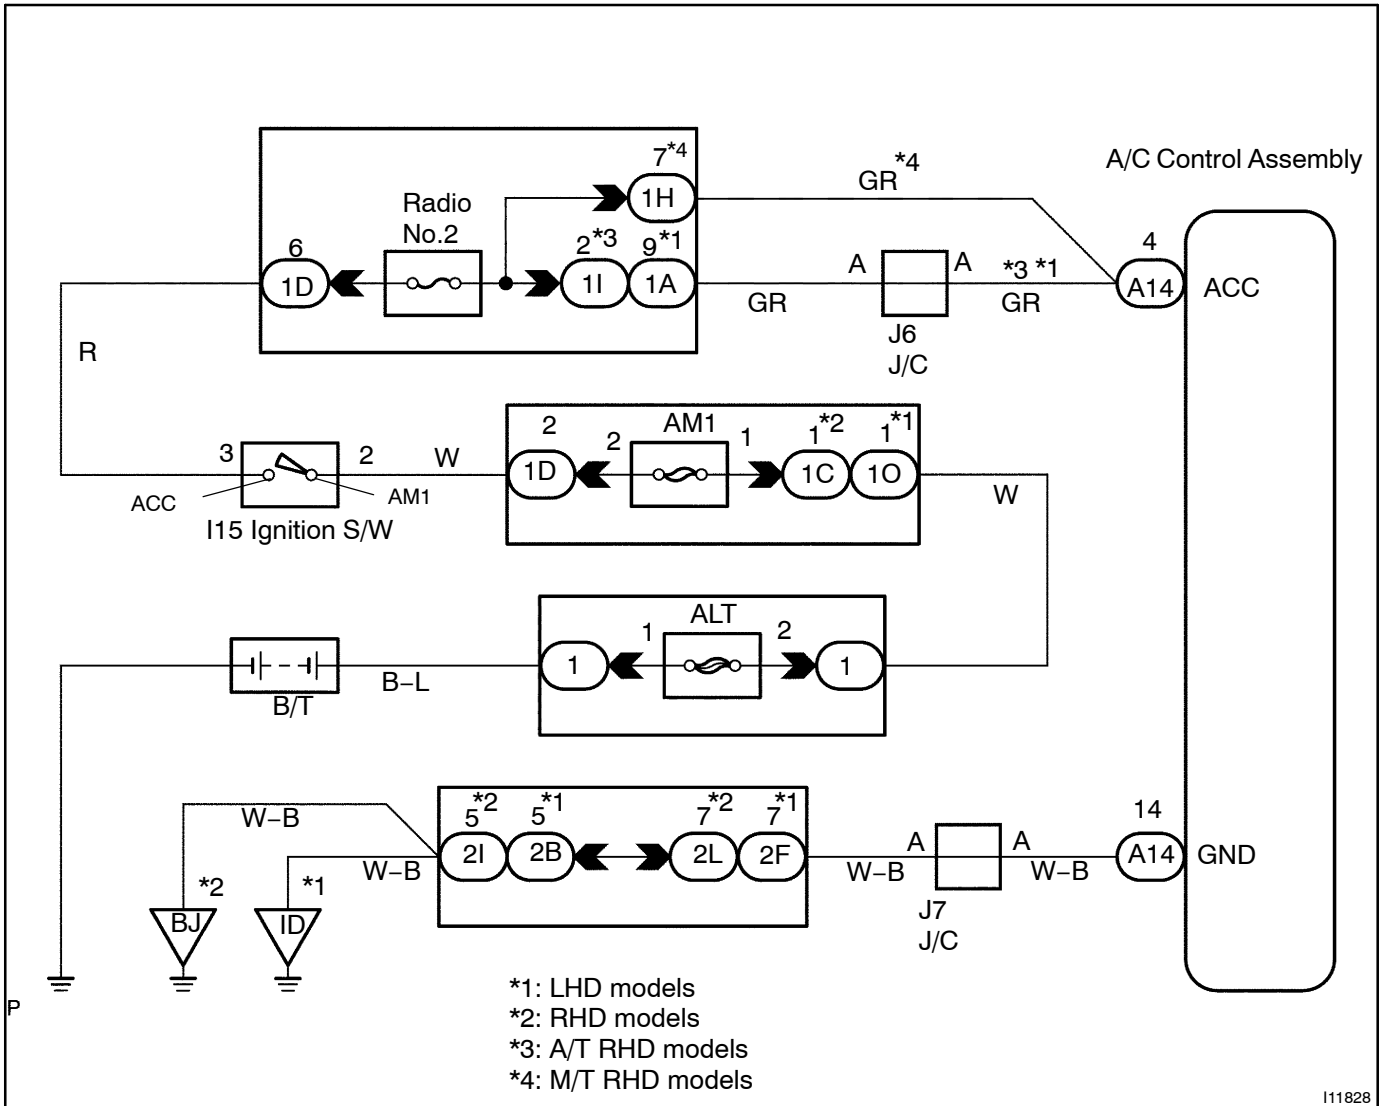 7*4
GR*4
A/C Control Assembly
1H
Radio
No.2
6
2*3
9*1
4
1D
1I
1A
A
A
*3 *1
A14
ACC
GR
GR
J6
J/C
R
AM1
2
2
1
1*2
1*1
3
2
W
1D
1C
1O
W
ACC
AM1
I15 Ignition S/W
ALT
1
2
1
1
B–L
B/T
5*2
5*1
7*2
7*1
14
W–B
2I
2B
2L
2F
A
A
A14
GND
W–B
W–B
W–B
*2
*1
BJ
ID
J7
J/C
P
*1: LHD models
*2: RHD models
*3: A/T RHD models
*4: M/T RHD models
I11828